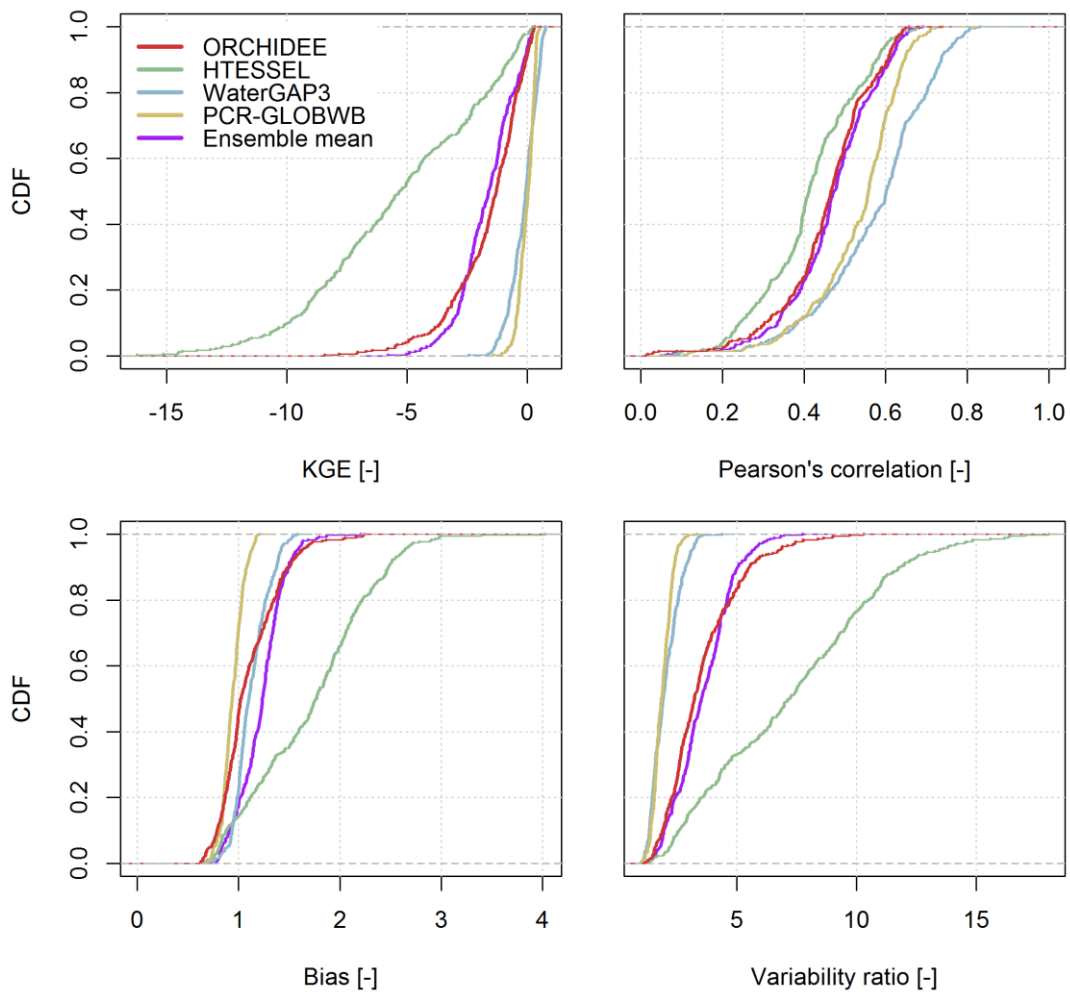 CDF
0.0 0.2 0.4 0.6 0.8 1.0
ORCHIDEE
HTESSEL
WaterGAP3
PCR-GLOBWB
Ensemble mean
-15 -10 -5 0
KGE [-]
0.0 0.2 0.4 0.6 0.8 1.0
Pearson's correlation [-]
CDF
0.0 0.2 0.4 0.6 0.8 1.0
0 1 2 3 4
Bias [-]
5 10 15
Variability ratio [-]